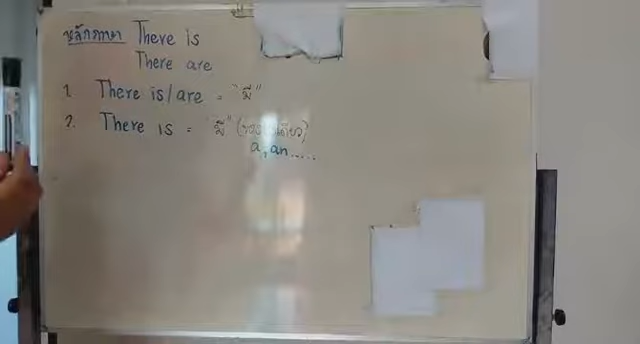 หลักภาษา There is
There are
1. There is/are = "มี"
2. There is = "มี" (
a, an.....